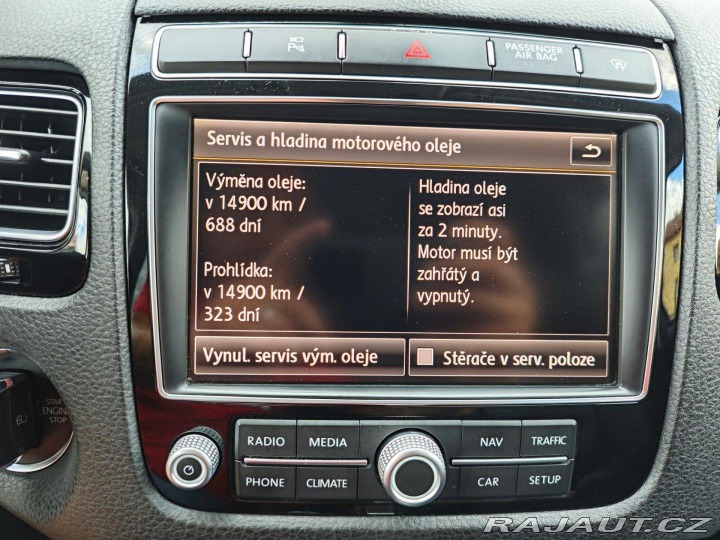 P
PASSENGER
AIR BAG
Servis a hladina motorového oleje
Výměna oleje:
v 14900 km /
688 dní
Prohlídka:
v 14900 km /
323 dní
Hladina oleje
se zobrazí asi
za 2 minuty.
Motor musí být
zahřátý a
vypnutý.
Vynul. servis vým. oleje
Stěrače v serv. poloze
START
ENGINE
STOP
RADIO MEDIA NAV TRAFFIC
PHONE CLIMATE CAR SETUP
RAJAUT.CZ